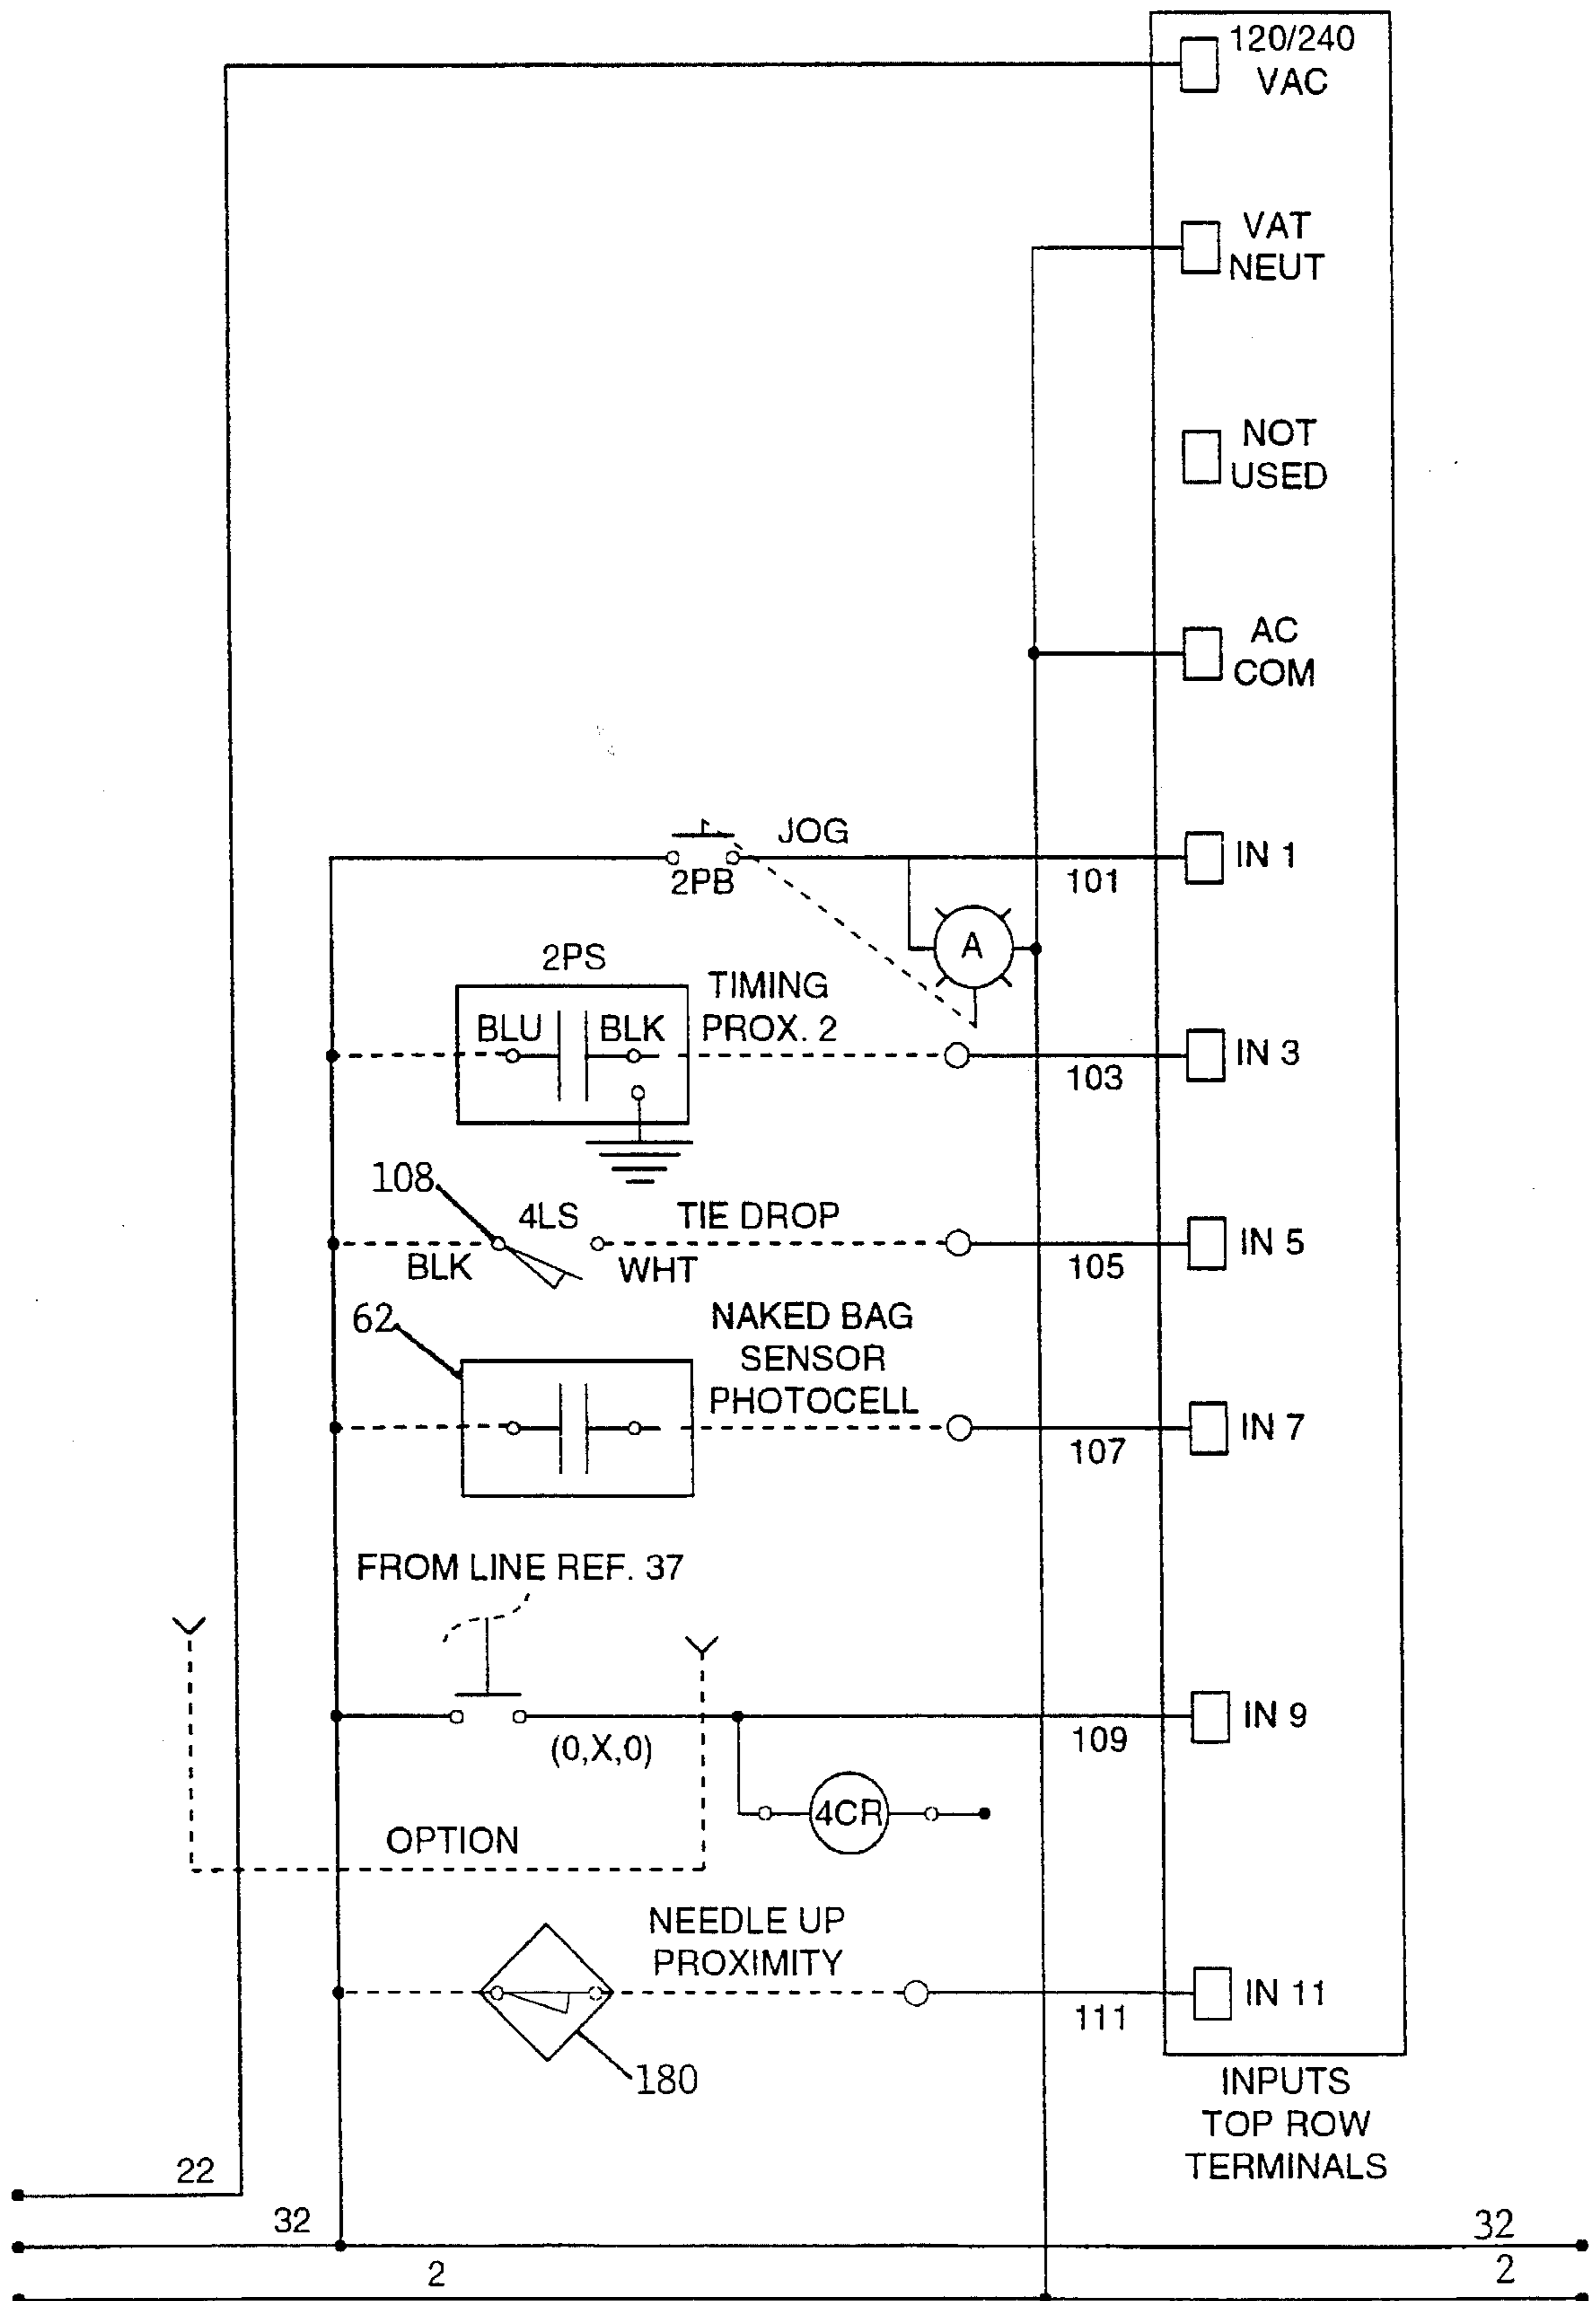 120/240
VAC
VAT
NEUT
NOT
USED
AC
COM
JOG
2PB
101
IN 1
A
2PS
TIMING
PROX. 2
BLU
BLK
103
IN 3
108
4LS
TIE DROP
BLK
WHT
105
IN 5
62
NAKED BAG
SENSOR
PHOTOCELL
107
IN 7
FROM LINE REF. 37
(0,X,0)
109
IN 9
4CR
OPTION
NEEDLE UP
PROXIMITY
111
IN 11
180
INPUTS
TOP ROW
TERMINALS
22
32
32
2
2